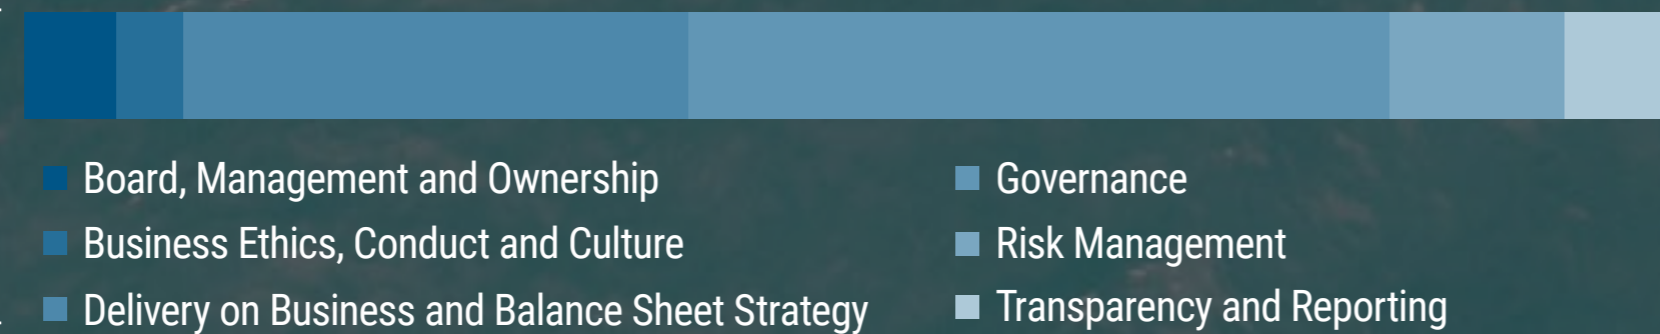 Board, Management and Ownership
Business Ethics, Conduct and Culture
Delivery on Business and Balance Sheet Strategy
Governance
Risk Management
Transparency and Reporting